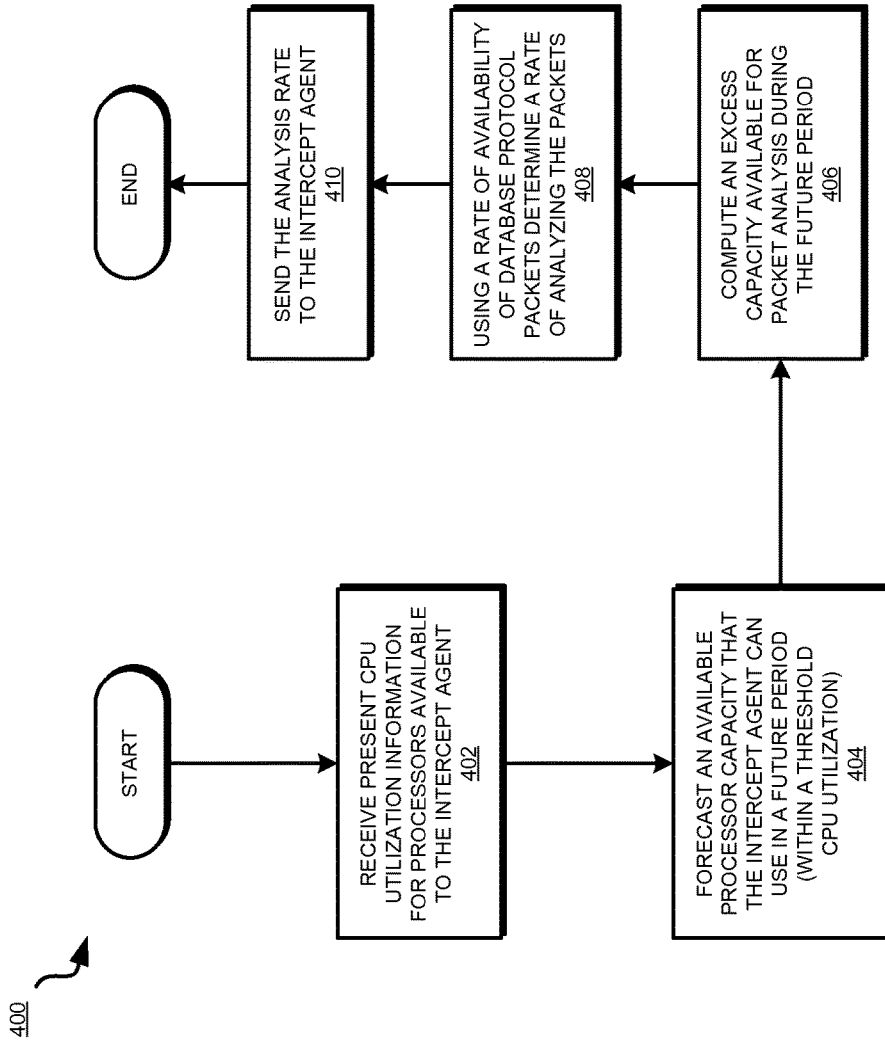 400
START
RECEIVE PRESENT CPU
UTILIZATION INFORMATION
FOR PROCESSORS AVAILABLE
TO THE INTERCEPT AGENT
402
FORECAST AN AVAILABLE
PROCESSOR CAPACITY THAT
THE INTERCEPT AGENT CAN
USE IN A FUTURE PERIOD
(WITHIN A THRESHOLD
CPU UTILIZATION)
404
COMPUTE AN EXCESS
CAPACITY AVAILABLE FOR
PACKET ANALYSIS DURING
THE FUTURE PERIOD
406
USING A RATE OF AVAILABILITY
OF DATABASE PROTOCOL
PACKETS DETERMINE A RATE
OF ANALYZING THE PACKETS
408
SEND THE ANALYSIS RATE
TO THE INTERCEPT AGENT
410
END